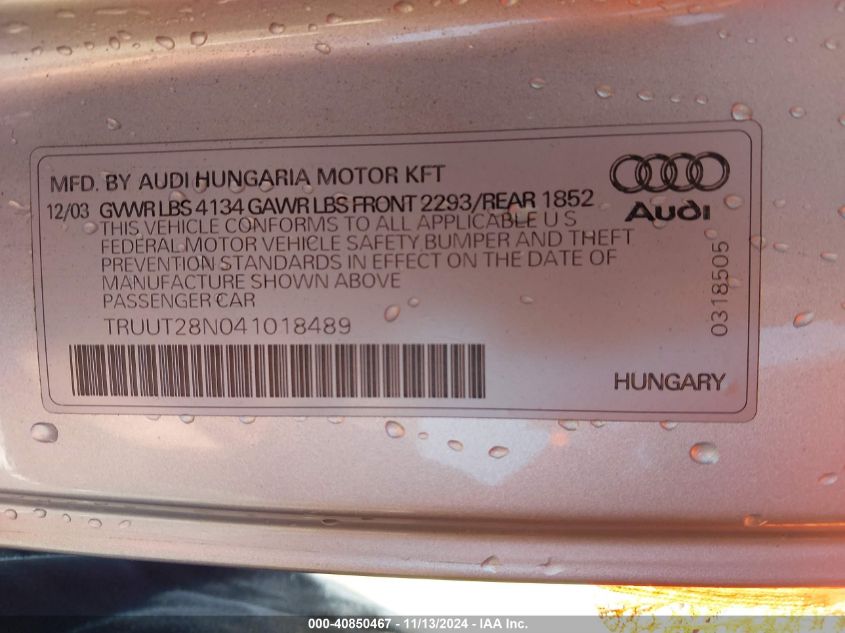 MFD. BY AUDI HUNGARIA MOTOR KFT
12/03 GVWR LBS 4134 GAWR LBS FRONT 2293/REAR 1852
THIS VEHICLE CONFORMS TO ALL APPLICABLE U S
FEDERAL MOTOR VEHICLE SAFETY BUMPER AND THEFT
PREVENTION STANDARDS IN EFFECT ON THE DATE OF
MANUFACTURE SHOWN ABOVE
PASSENGER CAR
TRUUT28N041018489
Audi
0318505
HUNGARY
000-40850467 - 11/13/2024 - IAA Inc.